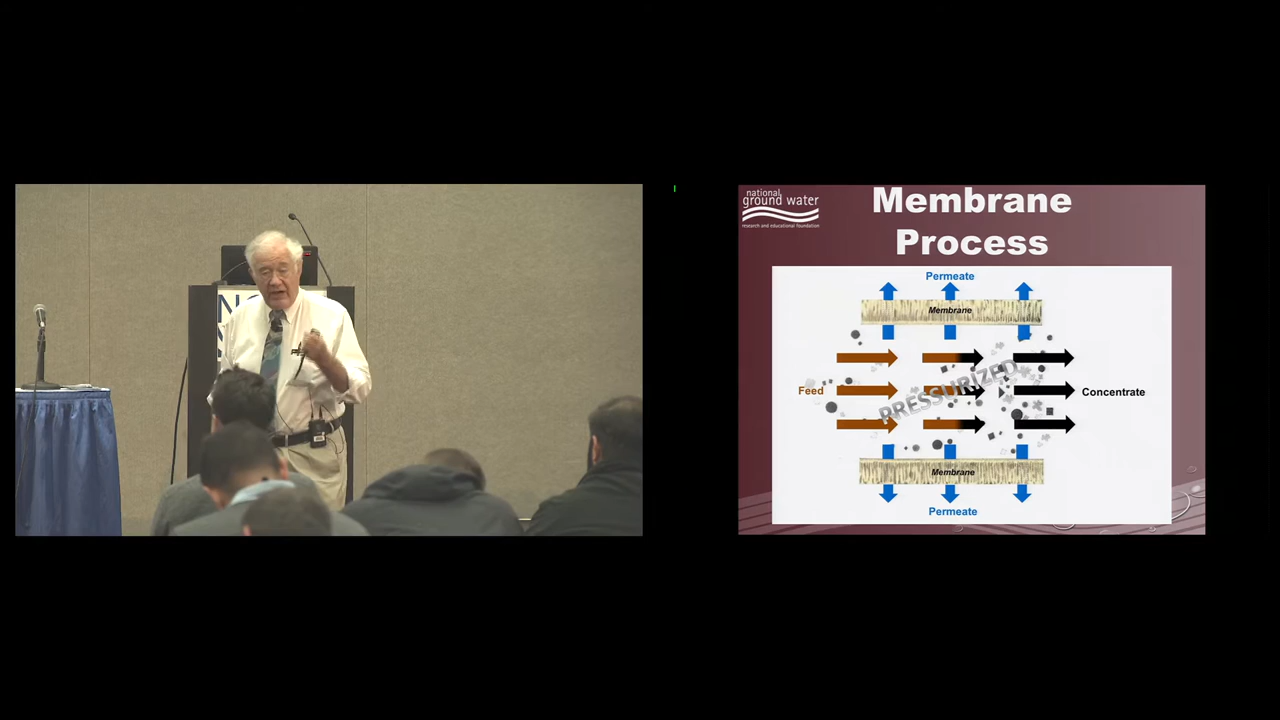 national
ground water
research and educational foundation
Membrane
Process
Permeate
Membrane
Feed
PRESSURIZED
Concentrate
Membrane
Permeate